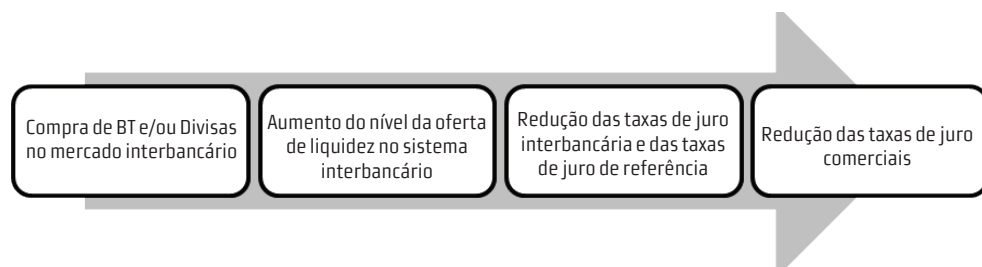 Compra de BT e/ou Divisas
no mercado interbancário
Aumento do nível da oferta
de liquidez no sistema
interbancário
Redução das taxas de juro
interbancária e das taxas
de juro de referência
Redução das taxas de juro
comerciais